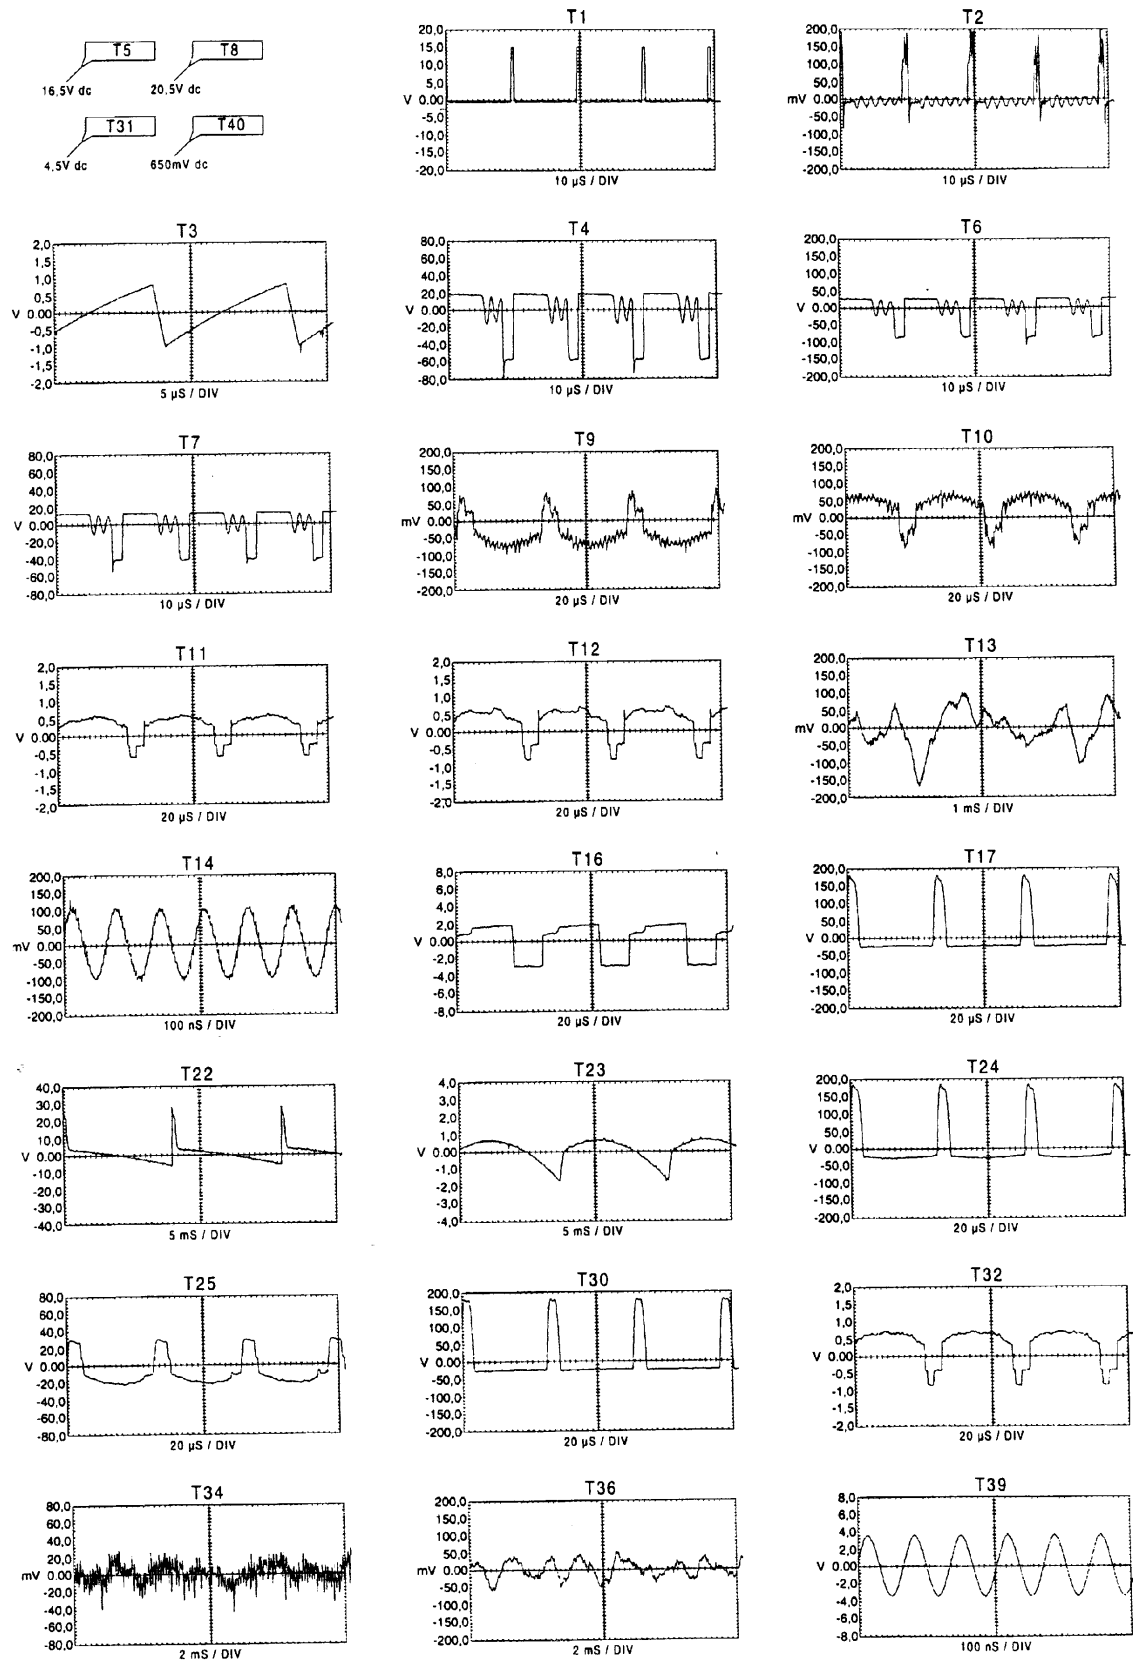 T5
16,5V dc
T8
20,5V dc
T31
4,5V dc
T40
650mV dc
T1
20,0
15,0
10,0
5,0
V 0.00
-5,0
-10,0
-15,0
-20,0
10 µS / DIV
T2
200,0
150,0
100,0
50,0
mV 0.00
-50,0
-100,0
-150,0
-200,0
10 µS / DIV
T3
2,0
1,5
1,0
0,5
V 0.00
-0,5
-1,0
-1,5
-2,0
5 µS / DIV
T4
80,0
60,0
40,0
20,0
V 0.00
-20,0
-40,0
-60,0
-80,0
10 µS / DIV
T6
200,0
150,0
100,0
50,0
V 0.00
-50,0
-100,0
-150,0
-200,0
10 µS / DIV
T7
80,0
60,0
40,0
20,0
V 0.00
-20,0
-40,0
-60,0
-80,0
10 µS / DIV
T9
200,0
150,0
100,0
50,0
mV 0.00
-50,0
-100,0
-150,0
-200,0
20 µS / DIV
T10
200,0
150,0
100,0
50,0
mV 0.00
-50,0
-100,0
-150,0
-200,0
20 µS / DIV
T11
2,0
1,5
1,0
0,5
V 0.00
-0,5
-1,0
-1,5
-2,0
20 µS / DIV
T12
2,0
1,5
1,0
0,5
V 0.00
-0,5
-1,0
-1,5
-2,0
20 µS / DIV
T13
200,0
150,0
100,0
50,0
mV 0.00
-50,0
-100,0
-150,0
-200,0
1 mS / DIV
T14
200,0
150,0
100,0
50,0
mV 0.00
-50,0
-100,0
-150,0
-200,0
100 nS / DIV
T16
8,0
6,0
4,0
2,0
V 0.00
-2,0
-4,0
-6,0
-8,0
20 µS / DIV
T17
200,0
150,0
100,0
50,0
V 0.00
-50,0
-100,0
-150,0
-200,0
20 µS / DIV
T22
40,0
30,0
20,0
10,0
V 0.00
-10,0
-20,0
-30,0
-40,0
5 mS / DIV
T23
4,0
3,0
2,0
1,0
V 0.00
-1,0
-2,0
-3,0
-4,0
5 mS / DIV
T24
200,0
150,0
100,0
50,0
V 0.00
-50,0
-100,0
-150,0
-200,0
20 µS / DIV
T25
80,0
60,0
40,0
20,0
V 0.00
-20,0
-40,0
-60,0
-80,0
20 µS / DIV
T30
200,0
150,0
100,0
50,0
V 0.00
-50,0
-100,0
-150,0
-200,0
20 µS / DIV
T32
2,0
1,5
1,0
0,5
V 0.00
-0,5
-1,0
-1,5
-2,0
20 µS / DIV
T34
80,0
60,0
40,0
20,0
mV 0.00
-20,0
-40,0
-60,0
-80,0
2 mS / DIV
T36
200,0
150,0
100,0
50,0
mV 0.00
-50,0
-100,0
-150,0
-200,0
2 mS / DIV
T39
8,0
6,0
4,0
2,0
V 0.00
-2,0
-4,0
-6,0
-8,0
100 nS / DIV